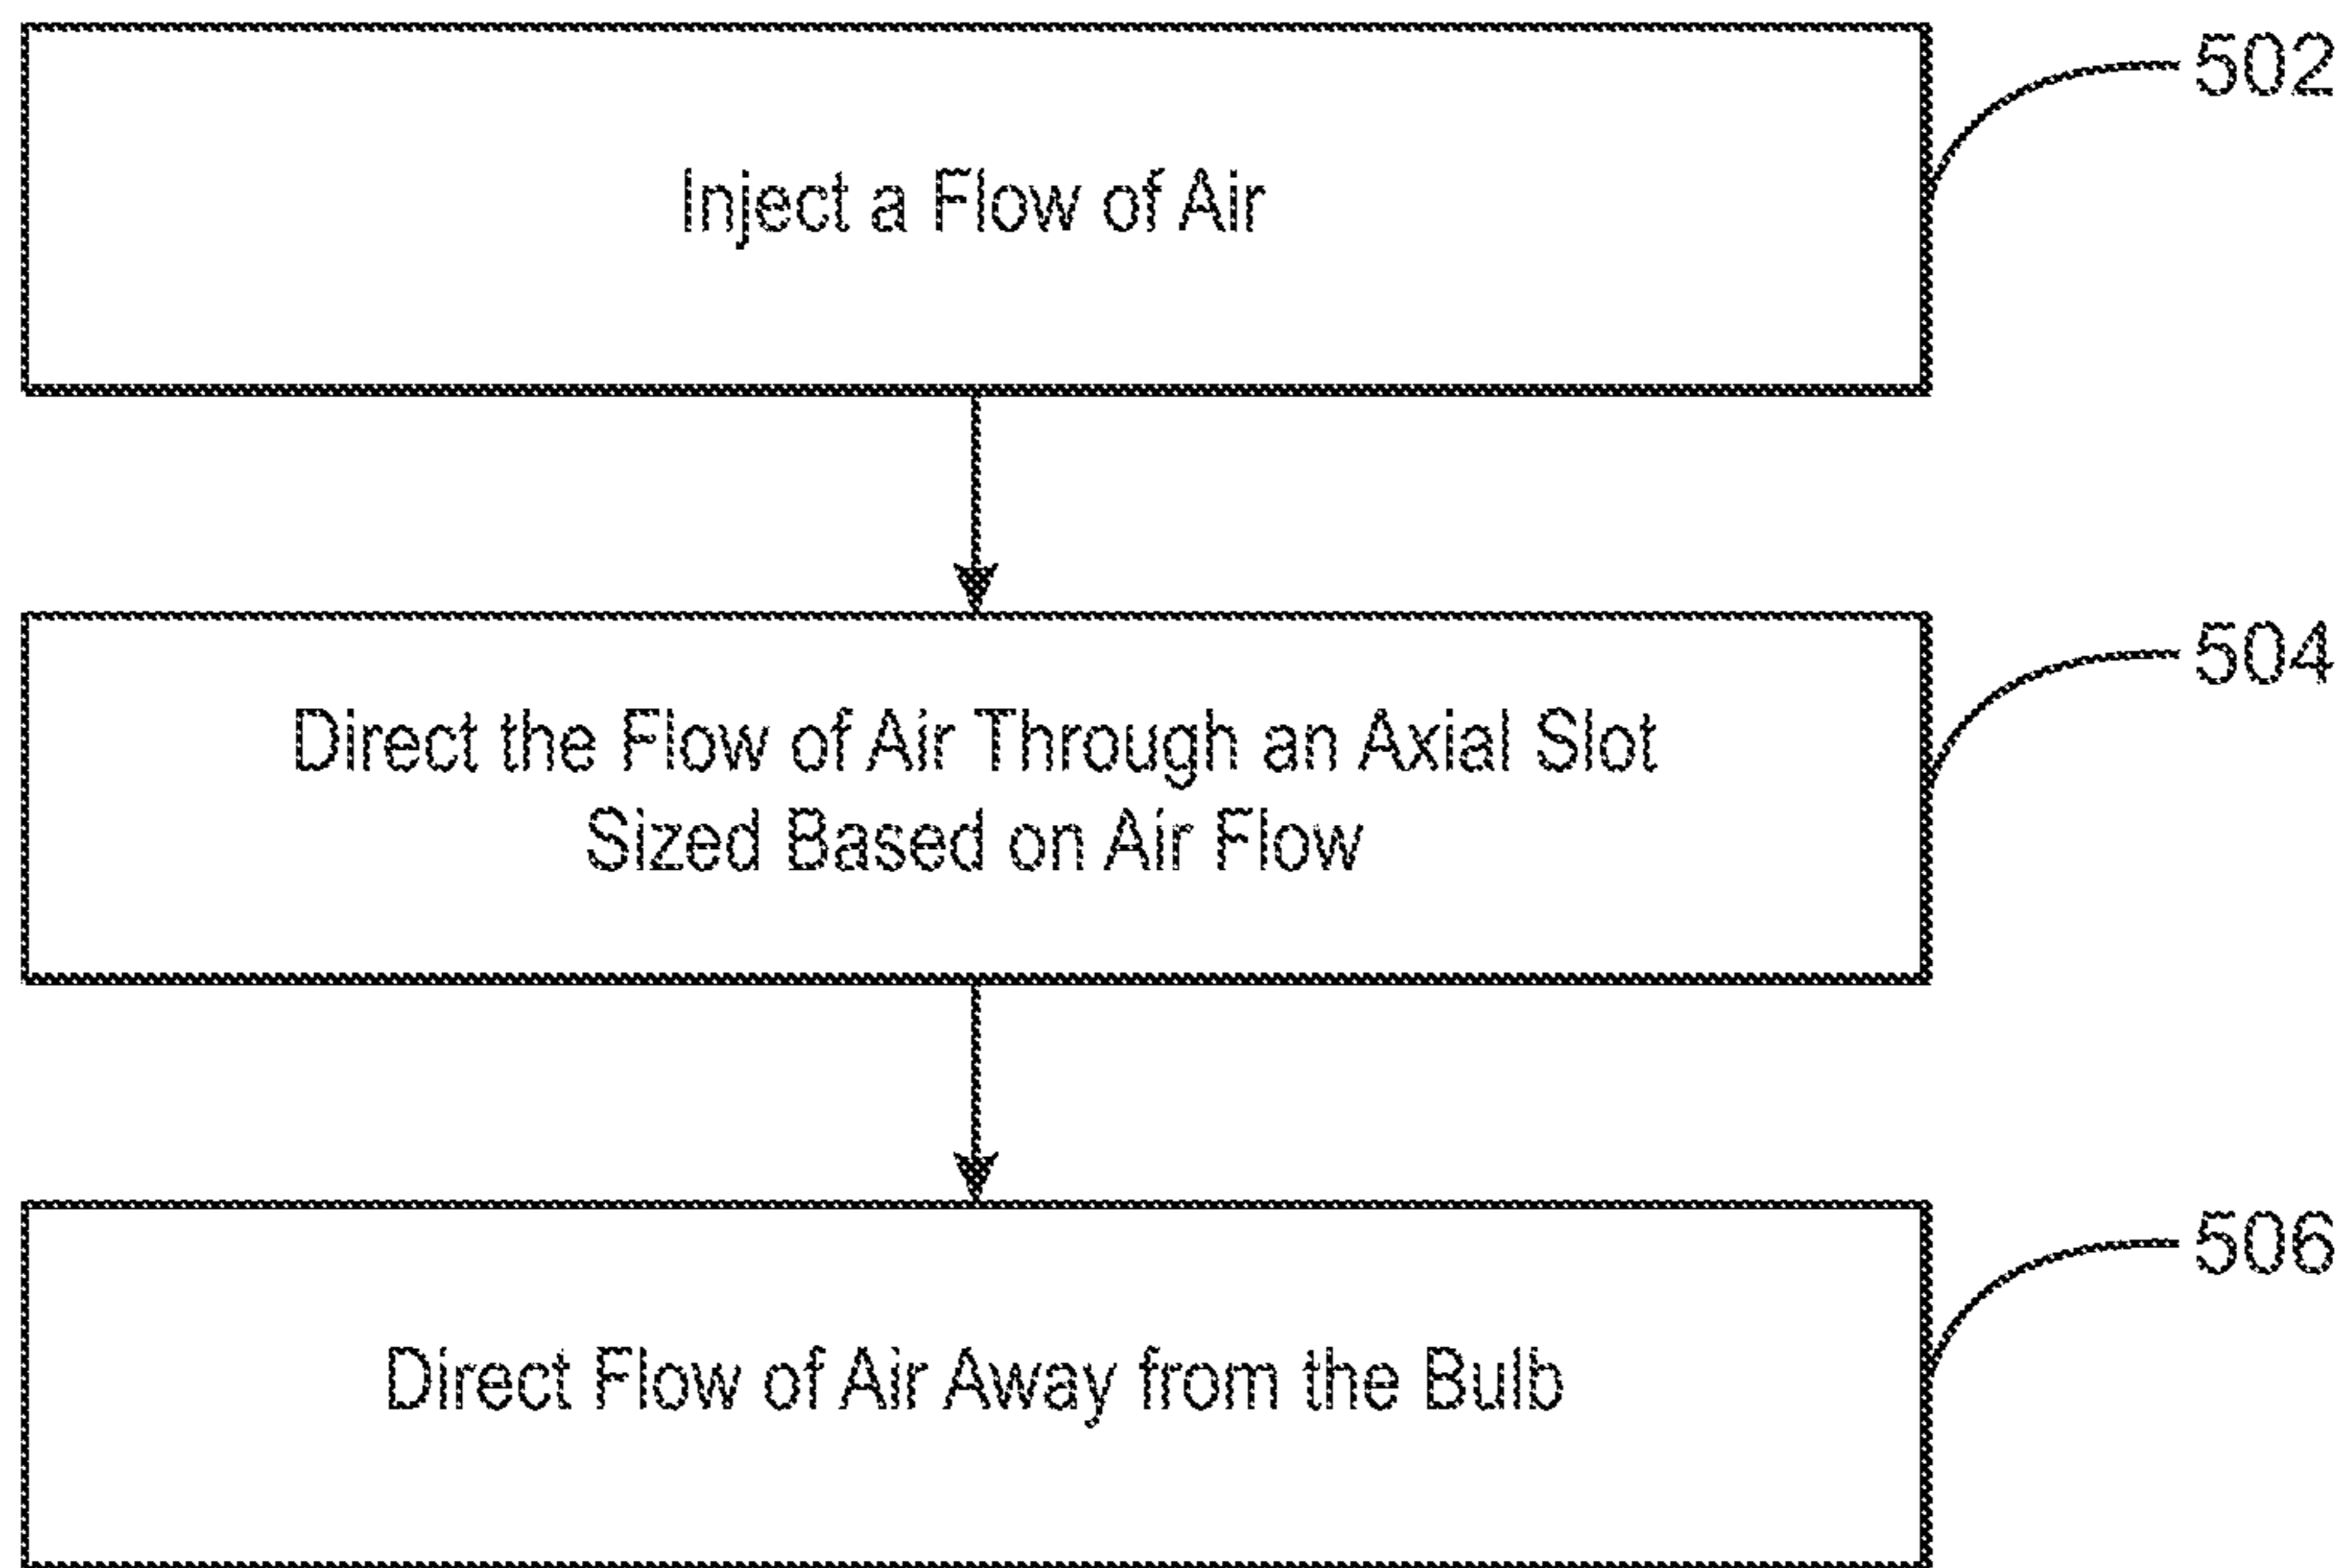 502
Inject a Flow of Air
504
Direct the Flow of Air Through an Axial Slot
Sized Based on Air Flow
506
Direct Flow of Air Away from the Bulb